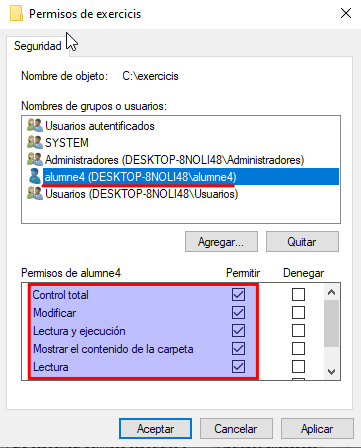 Permisos de exercicis
Seguridad
Nombre de objeto: C:\exercicis
Nombres de grupos o usuarios:
Usuarios autentificados
SYSTEM
Administradores (DESKTOP-8NOLI48\Administradores)
alumne4 (DESKTOP-8NOLI48\alumne4)
Usuarios (DESKTOP-8NOLI48\Usuarios)
Agregar... Quitar
Permisos de alumne4 Permitir Denegar
Control total
Modificar
Lectura y ejecución
Mostrar el contenido de la carpeta
Lectura
Aceptar Cancelar Aplicar